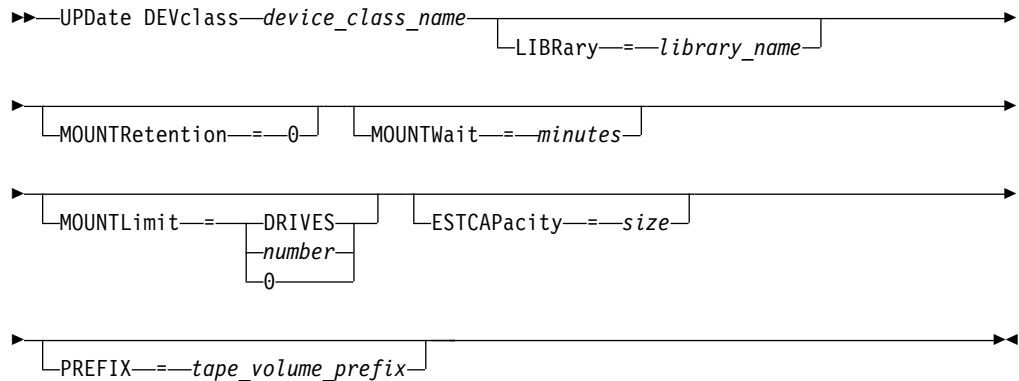 UPDate DEVclass device_class_name
LIBRary = library_name
MOUNTRetention = 0 MOUNTWait = minutes
MOUNTLimit = DRIVES ESTCAPacity = size
number
0
PREFIX = tape_volume_prefix